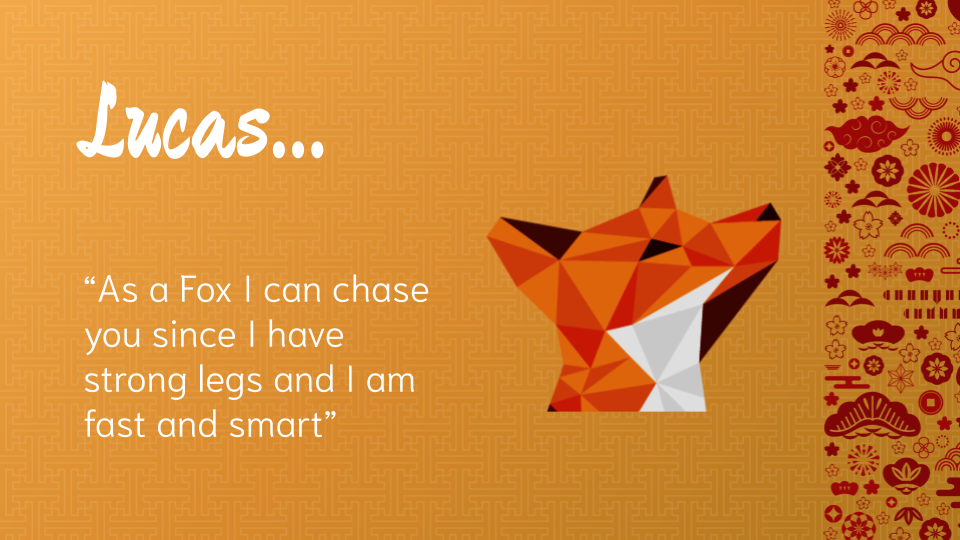 Lucas...
“As a Fox I can chase
you since I have
strong legs and I am
fast and smart”